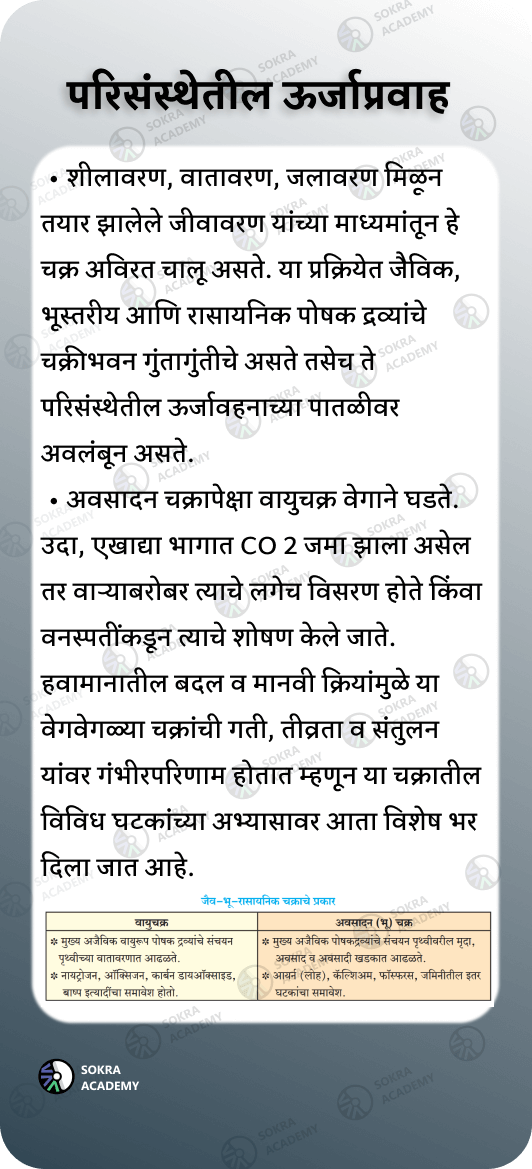 परिसंस्थेतील ऊर्जाप्रवाह
• शीलावरण, वातावरण, जलावरण मिळून
तयार झालेले जीवावरण यांच्या माध्यमांतून हे
चक्र अविरत चालू असते. या प्रक्रियेत जैविक,
भूस्तरीय आणि रासायनिक पोषक द्रव्यांचे
चक्रीभवन गुंतागुंतीचे असते तसेच ते
परिसंस्थेतील ऊर्जावहनाच्या पातळीवर
अवलंबून असते.
• अवसादन चक्रापेक्षा वायुचक्र वेगाने घडते.
उदा, एखाद्या भागात CO 2 जमा झाला असेल
तर वाऱ्याबरोबर त्याचे लगेच विसरण होते किंवा
वनस्पतींकडून त्याचे शोषण केले जाते.
हवामानातील बदल व मानवी क्रियांमुळे या
वेगवेगळ्या चक्रांची गती, तीव्रता व संतुलन
यांवर गंभीरपरिणाम होतात म्हणून या चक्रातील
विविध घटकांच्या अभ्यासावर आता विशेष भर
दिला जात आहे.
जैव-भू-रासायनिक चक्राचे प्रकार
वायुचक्र
❇ मुख्य अजैविक वायुरूप पोषक द्रव्यांचे संचयन
पृथ्वीच्या वातावरणात आढळते.
❇ नायट्रोजन, ऑक्सिजन, कार्बन डायऑक्साइड,
बाष्प इत्यादींचा समावेश होतो.
अवसादन (भू) चक्र
❇ मुख्य अजैविक पोषकद्रव्यांचे संचयन पृथ्वीवरील मृदा,
अवसाद व अवसादी खडकात आढळते.
❇ आयर्न (लोह), कॅल्शिअम, फॉस्फरस, जमिनीतील इतर
घटकांचा समावेश.
SOKRA
ACADEMY